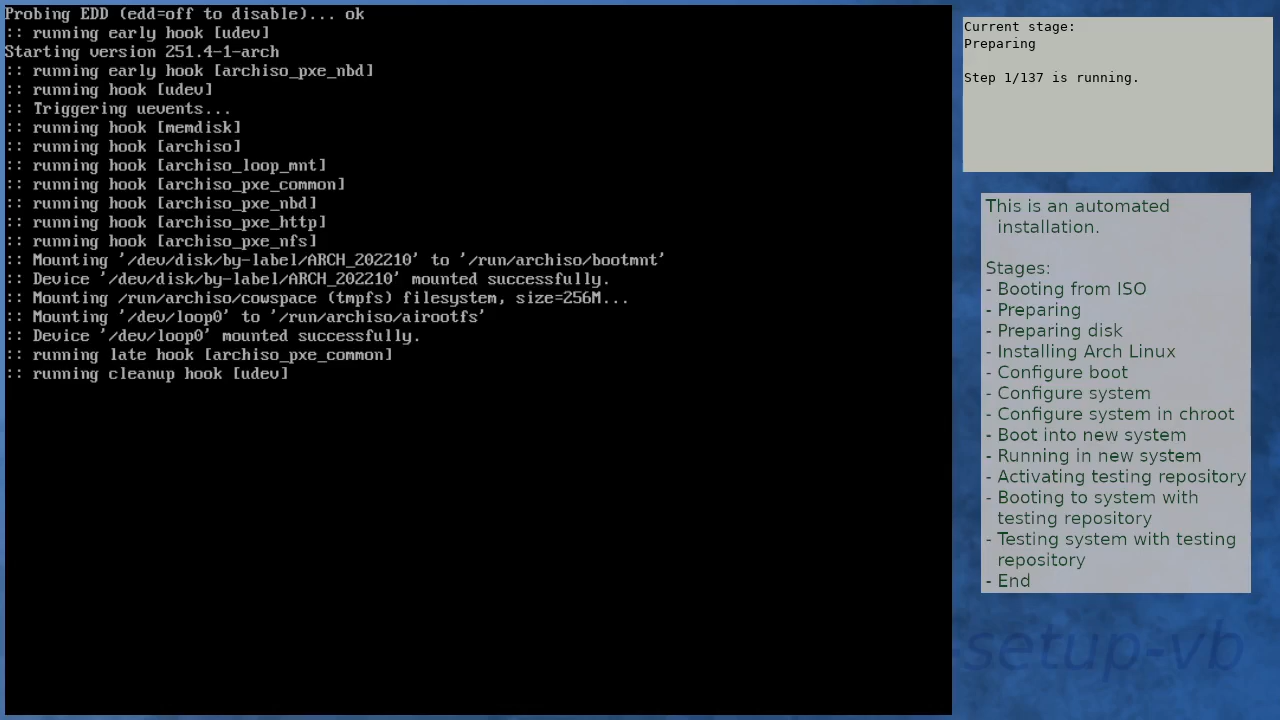 Probing EDD (edd=off to disable)... ok
:: running early hook [udev]
Starting version 251.4-1-arch
:: running early hook [archiso_pxe_nbd]
:: running hook [udev]
:: Triggering uevents...
:: running hook [memdisk]
:: running hook [archiso]
:: running hook [archiso_loop_mnt]
:: running hook [archiso_pxe_common]
:: running hook [archiso_pxe_nbd]
:: running hook [archiso_pxe_http]
:: running hook [archiso_pxe_nfs]
:: Mounting '/dev/disk/by-label/ARCH_202210' to '/run/archiso/bootmnt'
:: Device '/dev/disk/by-label/ARCH_202210' mounted successfully.
:: Mounting /run/archiso/cowspace (tmpfs) filesystem, size=256M...
:: Mounting '/dev/loop0' to '/run/archiso/airootfs'
:: Device '/dev/loop0' mounted successfully.
:: running late hook [archiso_pxe_common]
:: running cleanup hook [udev]
Current stage:
Preparing
Step 1/137 is running.
This is an automated
installation.
Stages:
- Booting from ISO
- Preparing
- Preparing disk
- Installing Arch Linux
- Configure boot
- Configure system
- Configure system in chroot
- Boot into new system
- Running in new system
- Activating testing repository
- Booting to system with
testing repository
- Testing system with testing
repository
- End
setup-vb